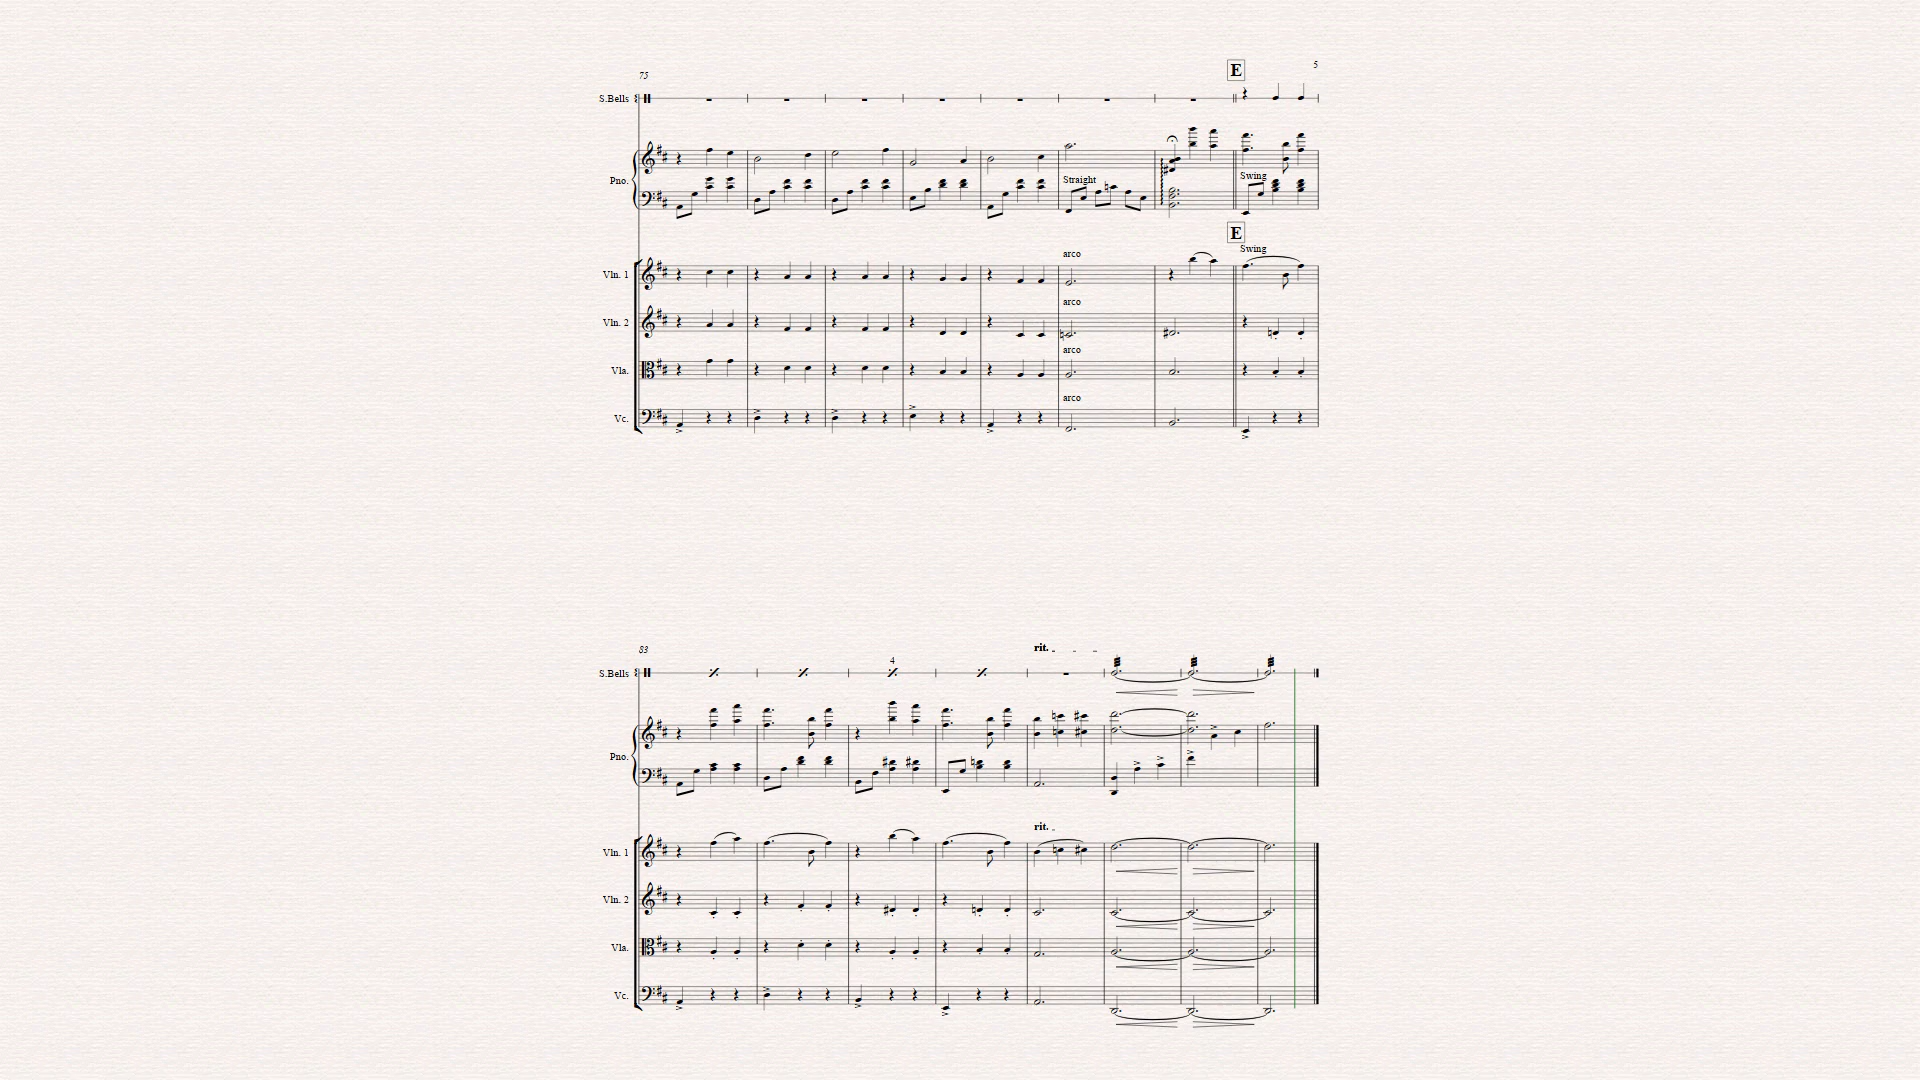 E
5
75
S.Bells
Pno.
Straight
Swing
E
Swing
Vln. 1
arco
Vln. 2
arco
Vla.
arco
Vc.
arco
83
rit.
4
S.Bells
Pno.
rit.
Vln. 1
Vln. 2
Vla.
Vc.